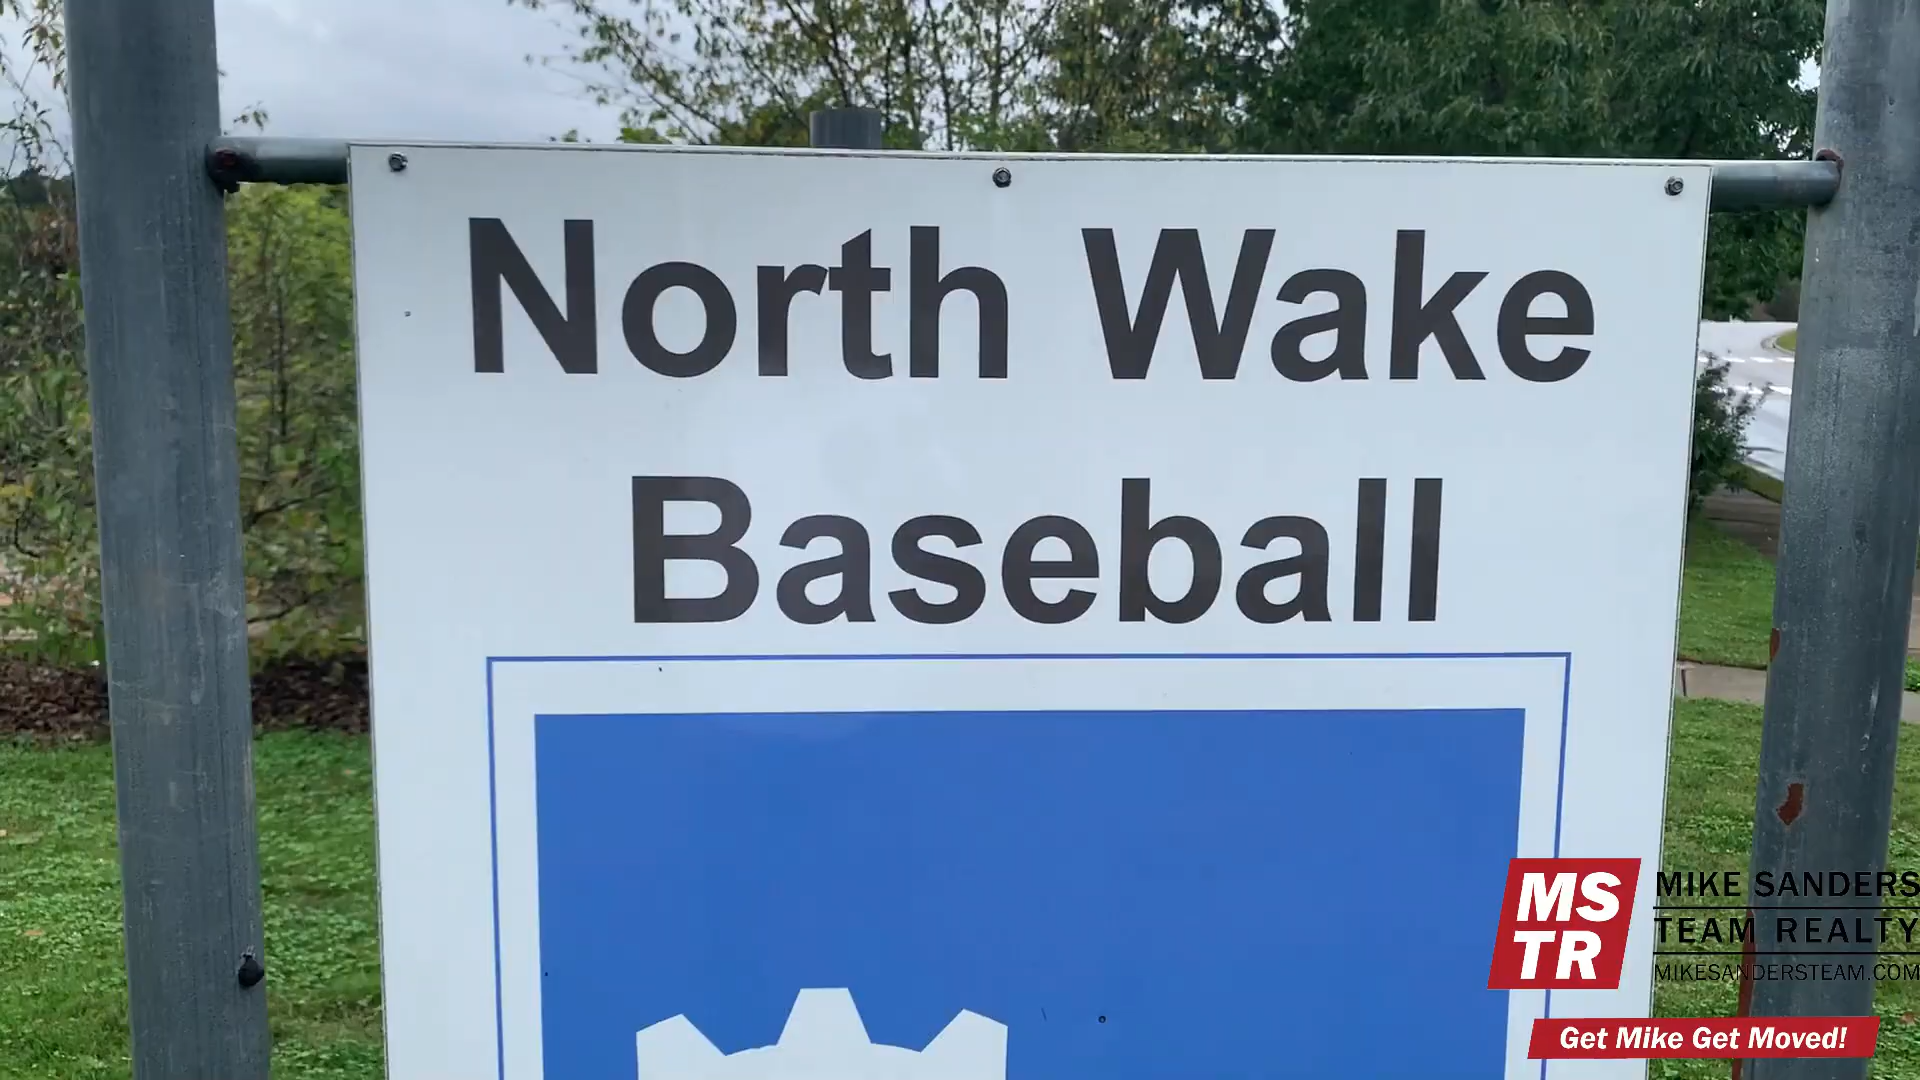 North Wake
Baseball
MS
TR
MIKE SANDERS
TEAM REALTY
MIKESANDERSTEAM.COM
Get Mike Get Moved!